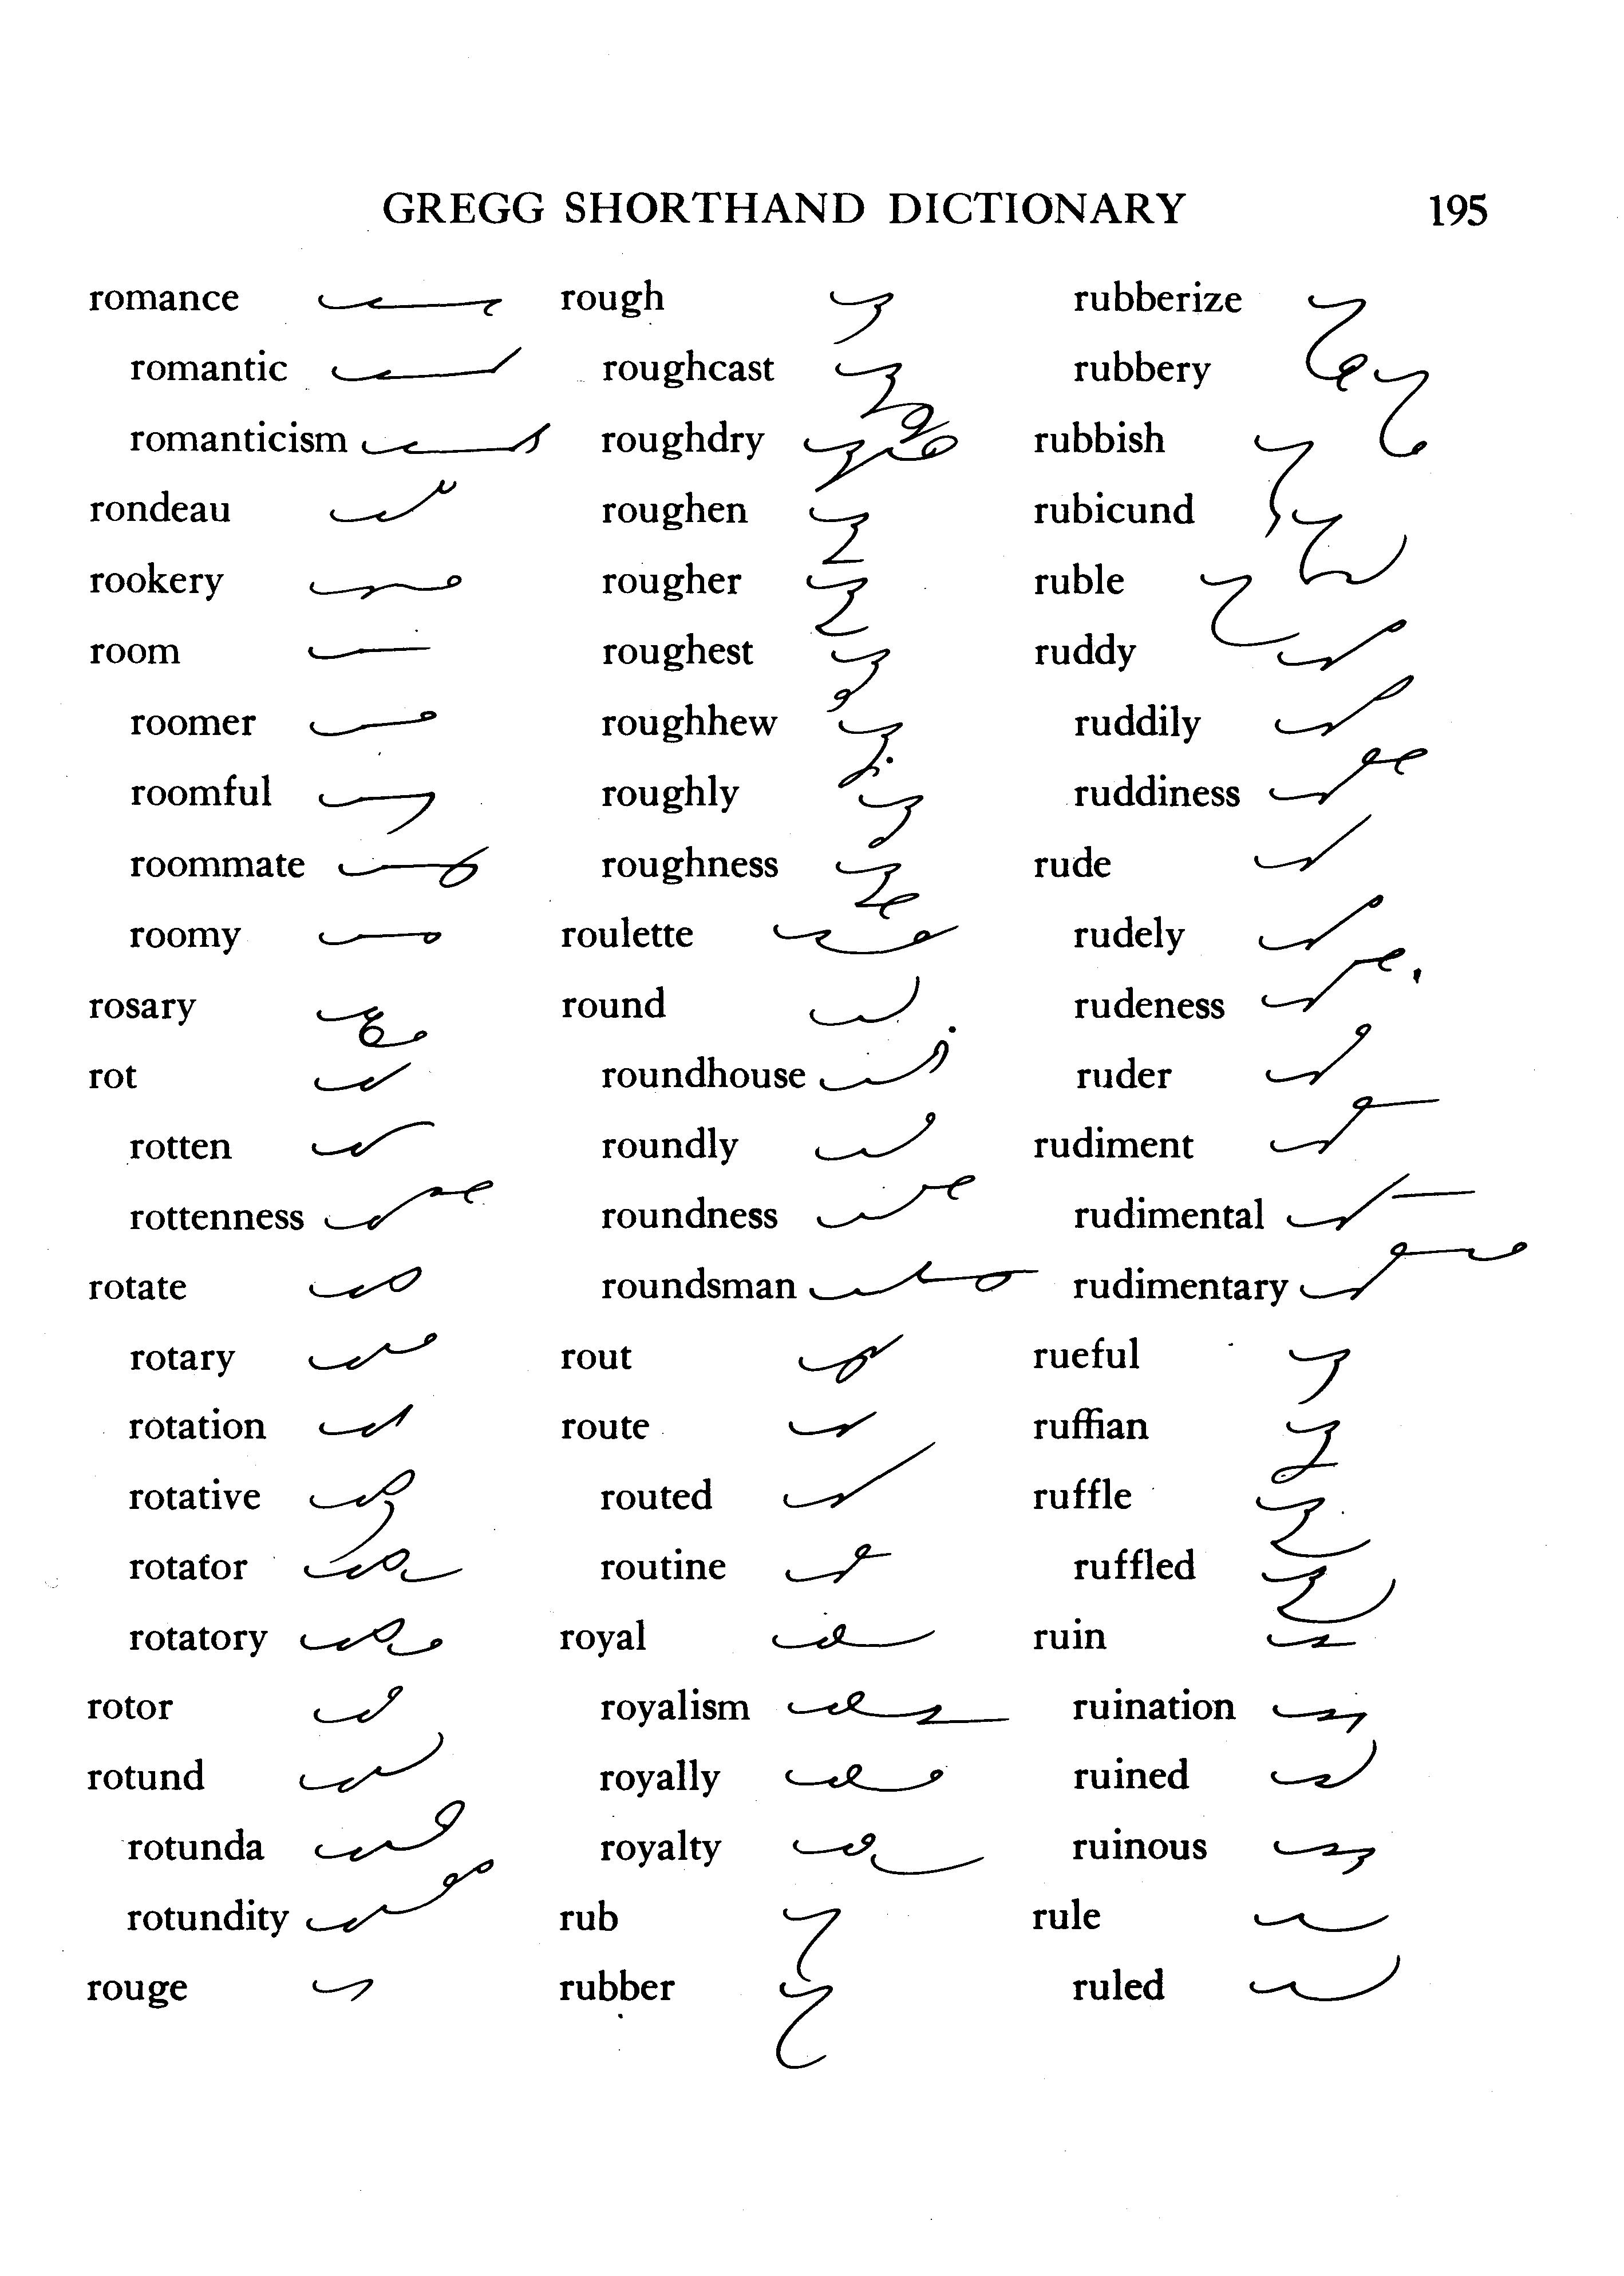 GREGG SHORTHAND DICTIONARY 195
romance
romantic
romanticism
rondeau
rookery
room
roomer
roomful
roommate
roomy
rosary
rot
rotten
rottenness
rotate
rotary
rotation
rotative
rotator
rotatory
rotor
rotund
rotunda
rotundity
rouge
rough
roughcast
roughdry
roughen
rougher
roughest
roughhew
roughly
roughness
roulette
round
roundhouse
roundly
roundness
roundsman
rout
route
routed
routine
royal
royalism
royally
royalty
rub
rubber
rubberize
rubbery
rubbish
rubicund
ruble
ruddy
ruddily
ruddiness
rude
rudely
rudeness
ruder
rudiment
rudimental
rudimentary
rueful
ruffian
ruffle
ruffled
ruin
ruination
ruined
ruinous
rule
ruled